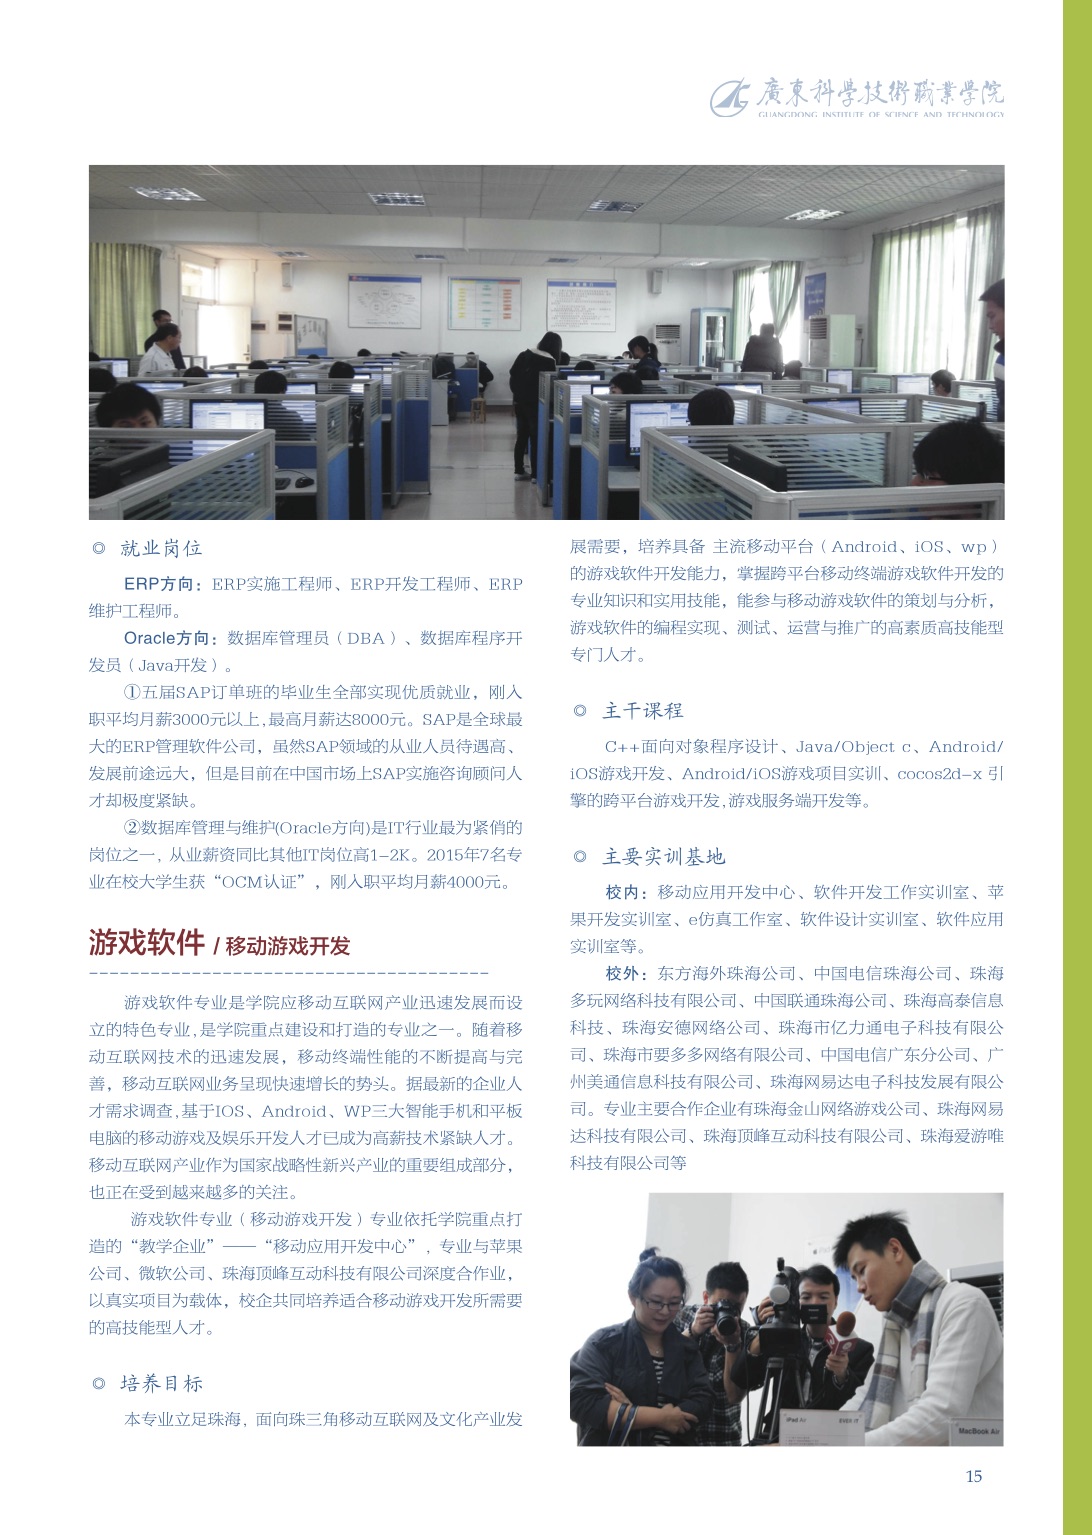 廣東科學技術職業學院
GUANGDONG INSTITUTE OF SCIENCE AND TECHNOLOGY
◎ 就业岗位
ERP方向：ERP实施工程师、ERP开发工程师、ERP
维护工程师。
Oracle方向：数据库管理员（DBA）、数据库程序开
发员（Java开发）。
①五届SAP订单班的毕业生全部实现优质就业，刚入
职平均月薪3000元以上,最高月薪达8000元。SAP是全球最
大的ERP管理软件公司，虽然SAP领域的从业人员待遇高、
发展前途远大，但是目前在中国市场上SAP实施咨询顾问人
才却极度紧缺。
②数据库管理与维护(Oracle方向)是IT行业最为紧俏的
岗位之一，从业薪资同比其他IT岗位高1-2K。2015年7名专
业在校大学生获“OCM认证”，刚入职平均月薪4000元。
游戏软件 / 移动游戏开发
游戏软件专业是学院应移动互联网产业迅速发展而设
立的特色专业,是学院重点建设和打造的专业之一。随着移
动互联网技术的迅速发展，移动终端性能的不断提高与完
善，移动互联网业务呈现快速增长的势头。据最新的企业人
才需求调查,基于IOS、Android、WP三大智能手机和平板
电脑的移动游戏及娱乐开发人才已成为高薪技术紧缺人才。
移动互联网产业作为国家战略性新兴产业的重要组成部分，
也正在受到越来越多的关注。
游戏软件专业（移动游戏开发）专业依托学院重点打
造的“教学企业”——“移动应用开发中心”，专业与苹果
公司、微软公司、珠海顶峰互动科技有限公司深度合作业，
以真实项目为载体，校企共同培养适合移动游戏开发所需要
的高技能型人才。
◎ 培养目标
本专业立足珠海，面向珠三角移动互联网及文化产业发
展需要，培养具备 主流移动平台（Android、iOS、wp）
的游戏软件开发能力，掌握跨平台移动终端游戏软件开发的
专业知识和实用技能，能参与移动游戏软件的策划与分析，
游戏软件的编程实现、测试、运营与推广的高素质高技能型
专门人才。
◎ 主干课程
C++面向对象程序设计、Java/Object c、Android/
iOS游戏开发、Android/iOS游戏项目实训、cocos2d-x 引
擎的跨平台游戏开发,游戏服务端开发等。
◎ 主要实训基地
校内：移动应用开发中心、软件开发工作实训室、苹
果开发实训室、e仿真工作室、软件设计实训室、软件应用
实训室等。
校外：东方海外珠海公司、中国电信珠海公司、珠海
多玩网络科技有限公司、中国联通珠海公司、珠海高泰信息
科技、珠海安德网络公司、珠海市亿力通电子科技有限公
司、珠海市要多多网络有限公司、中国电信广东分公司、广
州美通信息科技有限公司、珠海网易达电子科技发展有限公
司。专业主要合作企业有珠海金山网络游戏公司、珠海网易
达科技有限公司、珠海顶峰互动科技有限公司、珠海爱游唯
科技有限公司等
iPad Air
MacBook Air
15